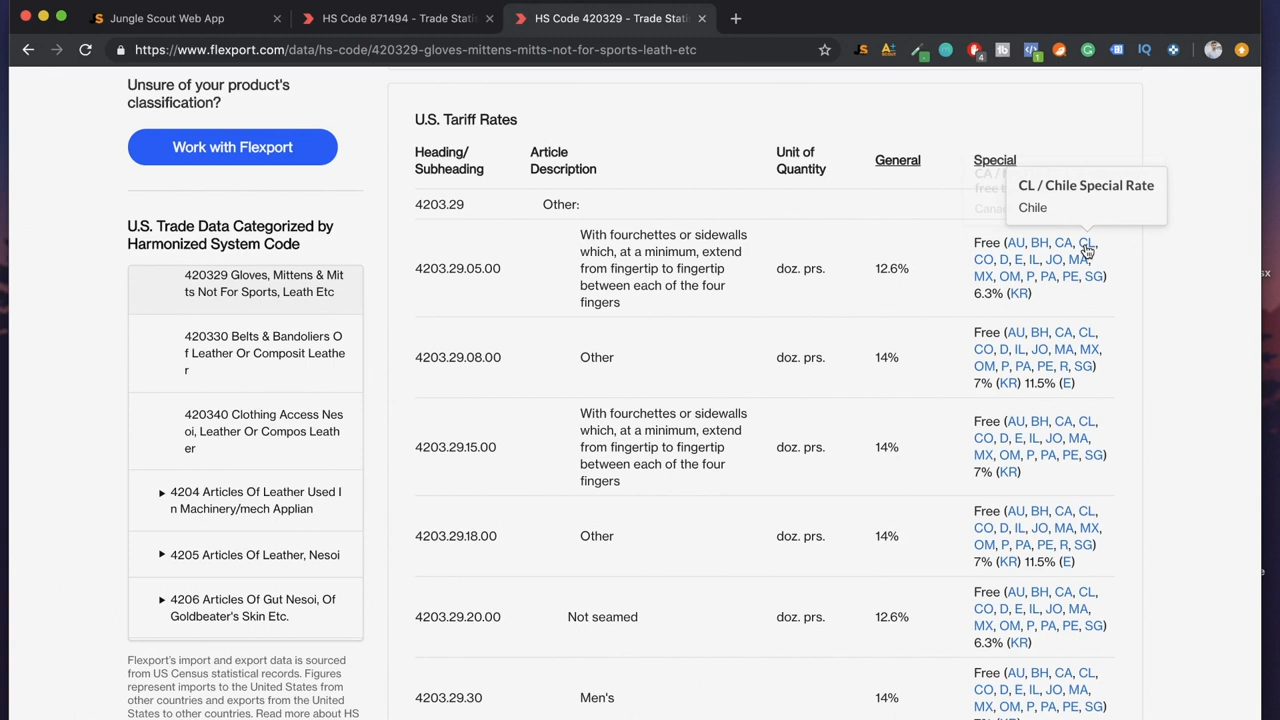 Jungle Scout Web App
HS Code 871494 - Trade Stati
HS Code 420329 - Trade Stati
https://www.flexport.com/data/hs-code/420329-gloves-mittens-mitts-not-for-sports-leath-etc
Unsure of your product's
classification?
Work with Flexport
U.S. Trade Data Categorized by
Harmonized System Code
420329 Gloves, Mittens & Mit
ts Not For Sports, Leath Etc
420330 Belts & Bandoliers O
f Leather Or Composit Leathe
r
420340 Clothing Access Nes
oi, Leather Or Compos Leath
er
4204 Articles Of Leather Used I
n Machinery/mech Applian
4205 Articles Of Leather, Nesoi
4206 Articles Of Gut Nesoi, Of
Goldbeater's Skin Etc.
Flexport's import and export data is sourced
from US Census statistical records. Figures
represent imports to the United States from
other countries and exports from the United
States to other countries. Read more about HS
U.S. Tariff Rates
Heading/
Subheading
Article
Description
Unit of
Quantity
General
Special
CL / Chile Special Rate
Chile
4203.29
Other:
4203.29.05.00
With fourchettes or sidewalls
which, at a minimum, extend
from fingertip to fingertip
between each of the four
fingers
doz. prs.
12.6%
Free (AU, BH, CA, CL,
CO, D, E, IL, JO, MA,
MX, OM, P, PA, PE, SG)
6.3% (KR)
4203.29.08.00
Other
doz. prs.
14%
Free (AU, BH, CA, CL,
CO, D, IL, JO, MA, MX,
OM, P, PA, PE, R, SG)
7% (KR) 11.5% (E)
4203.29.15.00
With fourchettes or sidewalls
which, at a minimum, extend
from fingertip to fingertip
between each of the four
fingers
doz. prs.
14%
Free (AU, BH, CA, CL,
CO, D, E, IL, JO, MA,
MX, OM, P, PA, PE, SG)
7% (KR)
4203.29.18.00
Other
doz. prs.
14%
Free (AU, BH, CA, CL,
CO, D, IL, JO, MA, MX,
OM, P, PA, PE, R, SG)
7% (KR) 11.5% (E)
4203.29.20.00
Not seamed
doz. prs.
12.6%
Free (AU, BH, CA, CL,
CO, D, E, IL, JO, MA,
MX, OM, P, PA, PE, SG)
6.3% (KR)
4203.29.30
Men's
14%
Free (AU, BH, CA, CL,
CO, D, E, IL, JO, MA,
MX, OM, P, PA, PE, SG)